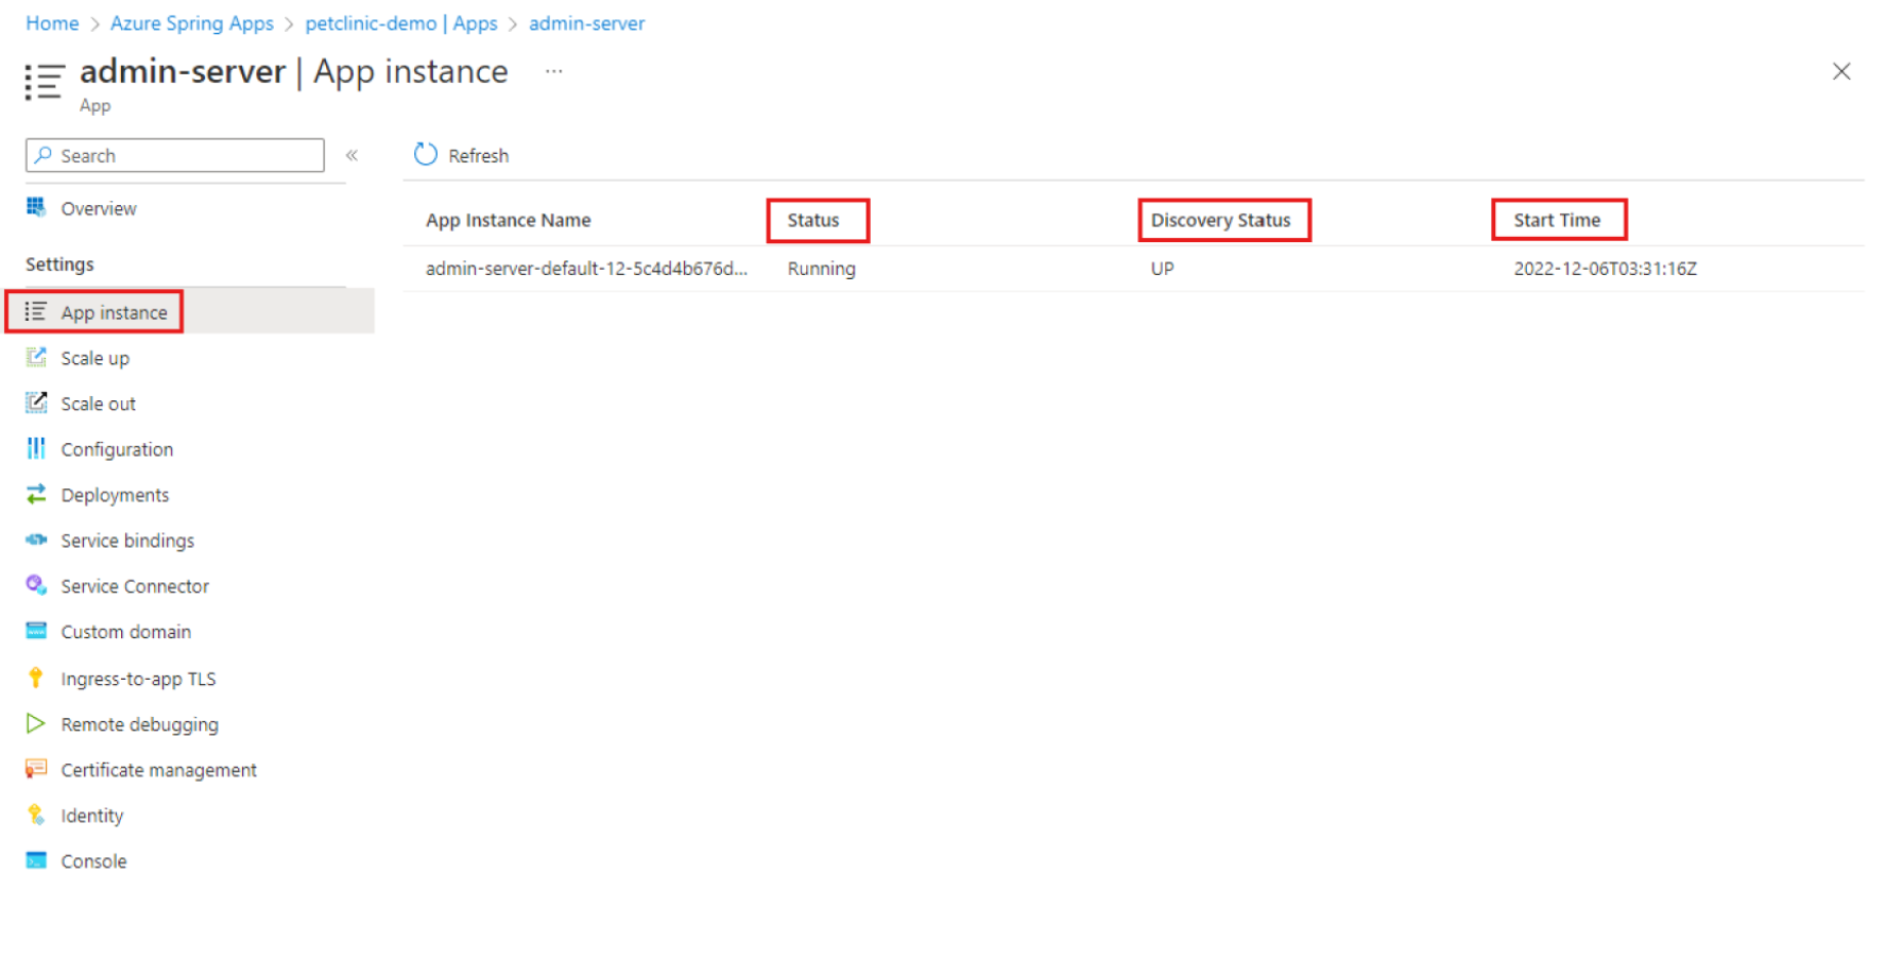 Home > Azure Spring Apps > petclinic-demo | Apps > admin-server
admin-server | App instance ...
App
Search «
Refresh
Overview
Settings
App instance
Scale up
Scale out
Configuration
Deployments
Service bindings
Service Connector
Custom domain
Ingress-to-app TLS
Remote debugging
Certificate management
Identity
Console
App Instance Name Status Discovery Status Start Time
admin-server-default-12-5c4d4b676d... Running UP 2022-12-06T03:31:16Z